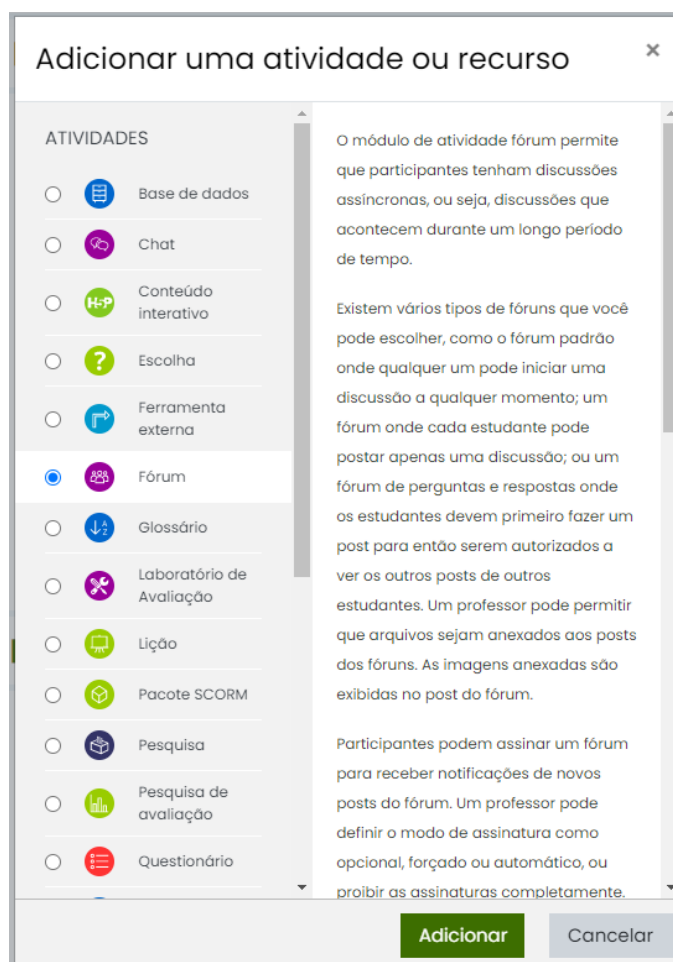 Adicionar uma atividade ou recurso ×
ATIVIDADES
Base de dados
Chat
H-P
Conteúdo
interativo
?
Escolha
Ferramenta
externa
Fórum
A
Z
Glossário
Laboratório de
Avaliação
Lição
Pacote SCORM
Pesquisa
Pesquisa de
avaliação
Questionário
O módulo de atividade fórum permite
que participantes tenham discussões
assíncronas, ou seja, discussões que
acontecem durante um longo período
de tempo.
Existem vários tipos de fóruns que você
pode escolher, como o fórum padrão
onde qualquer um pode iniciar uma
discussão a qualquer momento; um
fórum onde cada estudante pode
postar apenas uma discussão; ou um
fórum de perguntas e respostas onde
os estudantes devem primeiro fazer um
post para então serem autorizados a
ver os outros posts de outros
estudantes. Um professor pode permitir
que arquivos sejam anexados aos posts
dos fóruns. As imagens anexadas são
exibidas no post do fórum.
Participantes podem assinar um fórum
para receber notificações de novos
posts do fórum. Um professor pode
definir o modo de assinatura como
opcional, forçado ou automático, ou
proibir as assinaturas completamente.
Adicionar
Cancelar